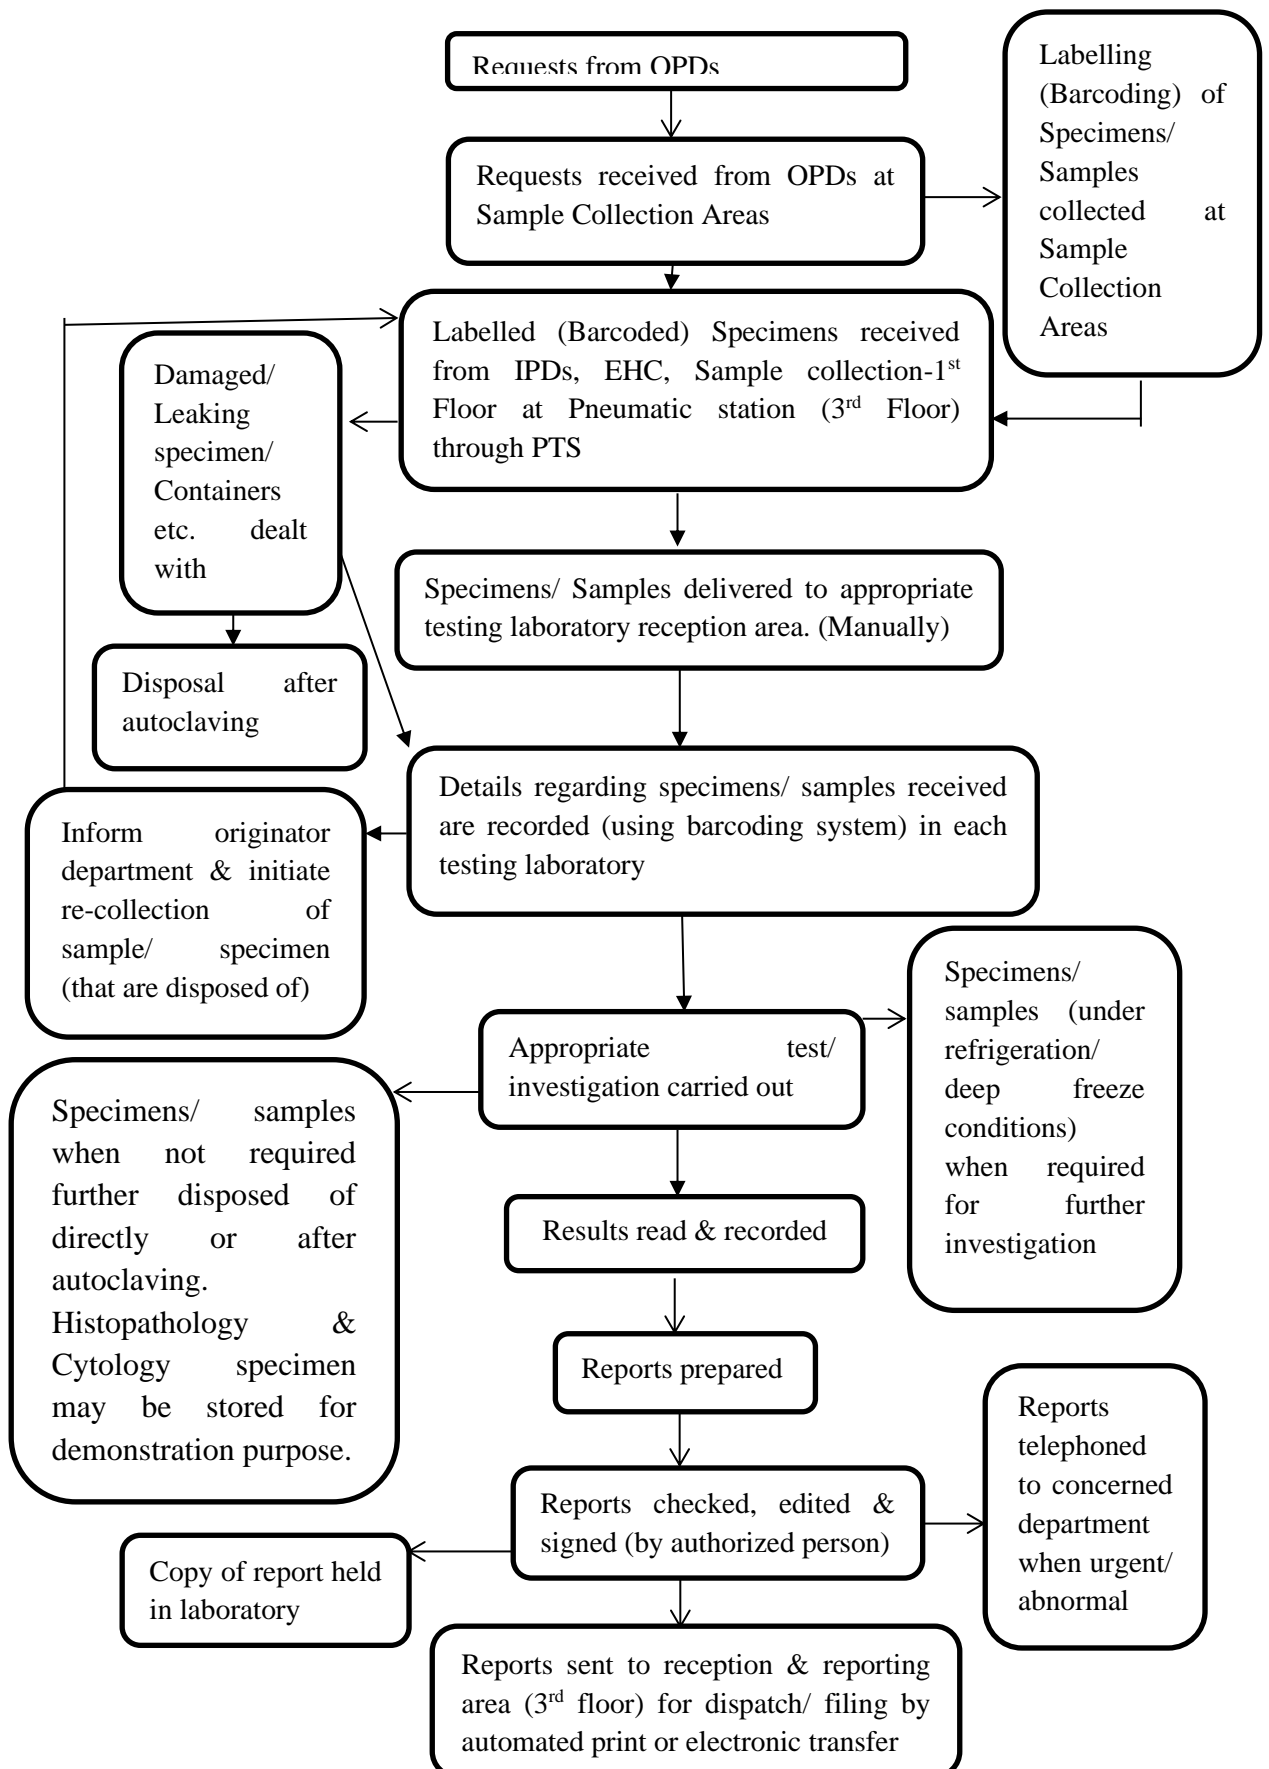 Requests from OPDs
Labelling
(Barcoding) of
Specimens/
Samples
collected at
Sample
Collection
Areas
Requests received from OPDs at
Sample Collection Areas
Labelled (Barcoded) Specimens received
from IPDs, EHC, Sample collection-1st
Floor at Pneumatic station (3rd Floor)
through PTS
Damaged/
Leaking
specimen/
Containers
etc. dealt
with
Specimens/ Samples delivered to appropriate
testing laboratory reception area. (Manually)
Disposal after
autoclaving
Details regarding specimens/ samples received
are recorded (using barcoding system) in each
testing laboratory
Inform originator
department & initiate
re-collection of
sample/ specimen
(that are disposed of)
Specimens/
samples (under
refrigeration/
deep freeze
conditions)
when required
for further
investigation
Appropriate test/
investigation carried out
Specimens/ samples
when not required
further disposed of
directly or after
autoclaving.
Histopathology &
Cytology specimen
may be stored for
demonstration purpose.
Results read & recorded
Reports prepared
Reports
telephoned
to concerned
department
when urgent/
abnormal
Reports checked, edited &
signed (by authorized person)
Copy of report held
in laboratory
Reports sent to reception & reporting
area (3rd floor) for dispatch/ filing by
automated print or electronic transfer